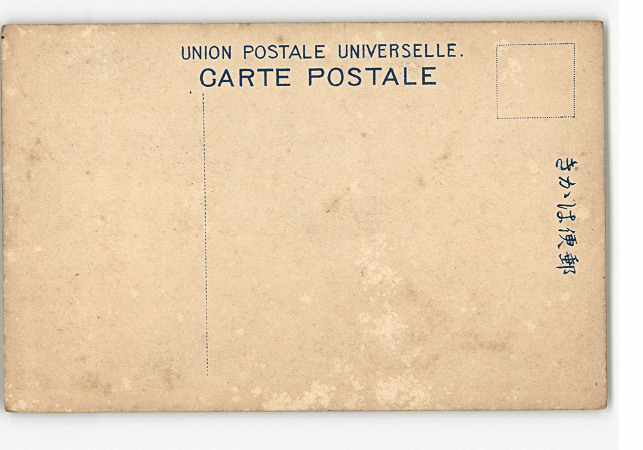 UNION POSTALE UNIVERSELLE.
CARTE POSTALE
きかは便郵